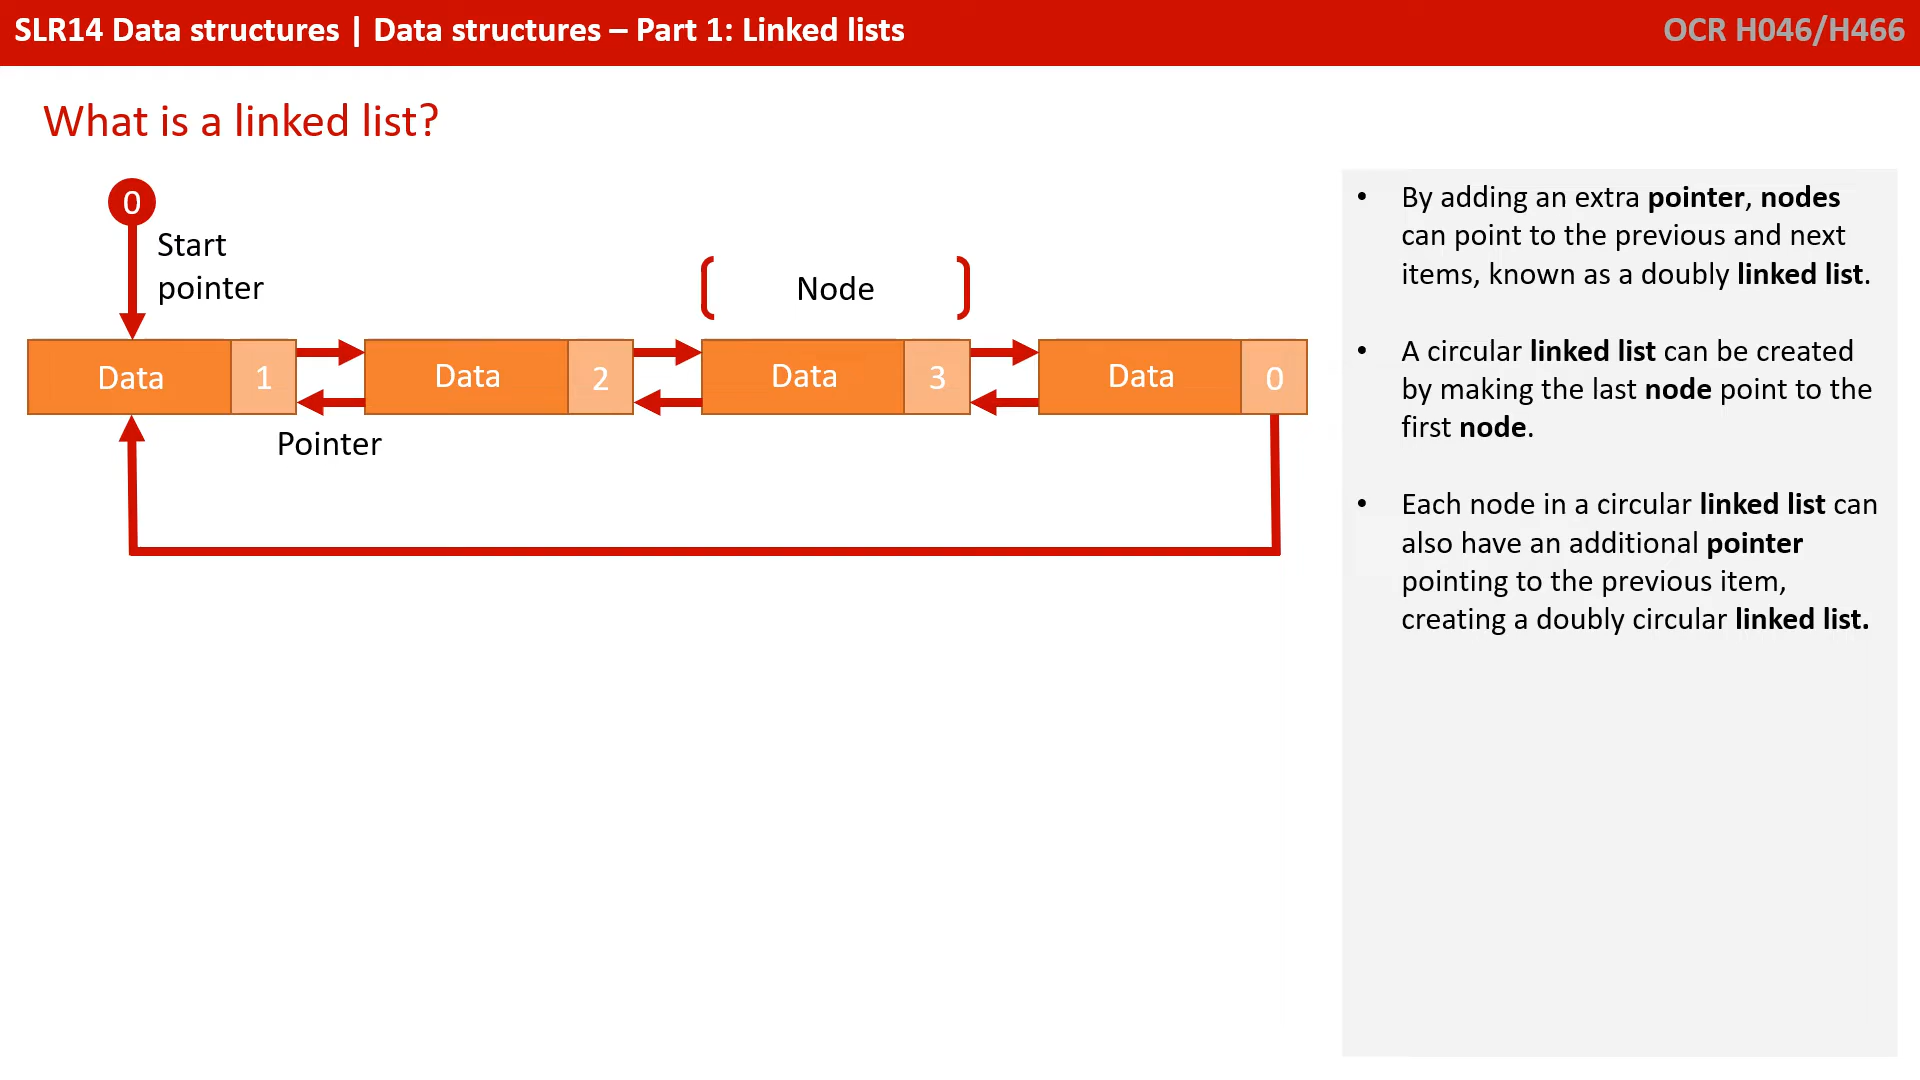 SLR14 Data structures | Data structures – Part 1: Linked lists
OCR H046/H466
What is a linked list?
0
Start
pointer
Node
Data 1 Data 2 Data 3 Data 0
Pointer
• By adding an extra pointer, nodes
can point to the previous and next
items, known as a doubly linked list.
• A circular linked list can be created
by making the last node point to the
first node.
• Each node in a circular linked list can
also have an additional pointer
pointing to the previous item,
creating a doubly circular linked list.